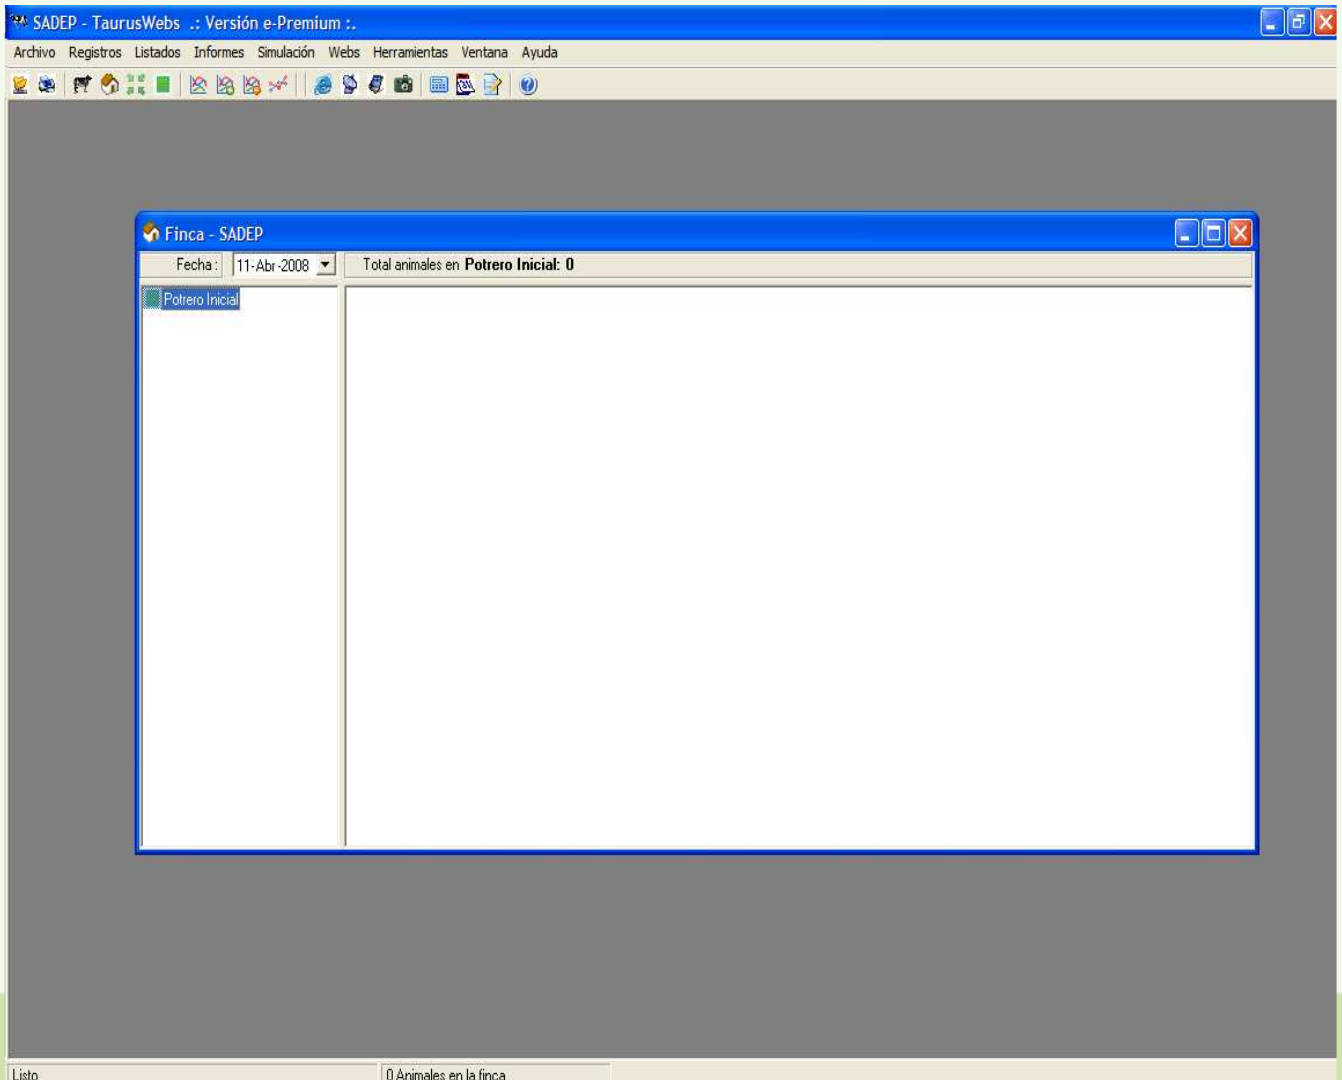 SADEP - TaurusWebs .: Versión e-Premium :.
Archivo Registros Listados Informes Simulación Webs Herramientas Ventana Ayuda
Finca - SADEP
Fecha: 11-Abr-2008 Total animales en Potrero Inicial: 0
Potrero Inicial
Listo 0 Animales en la finca